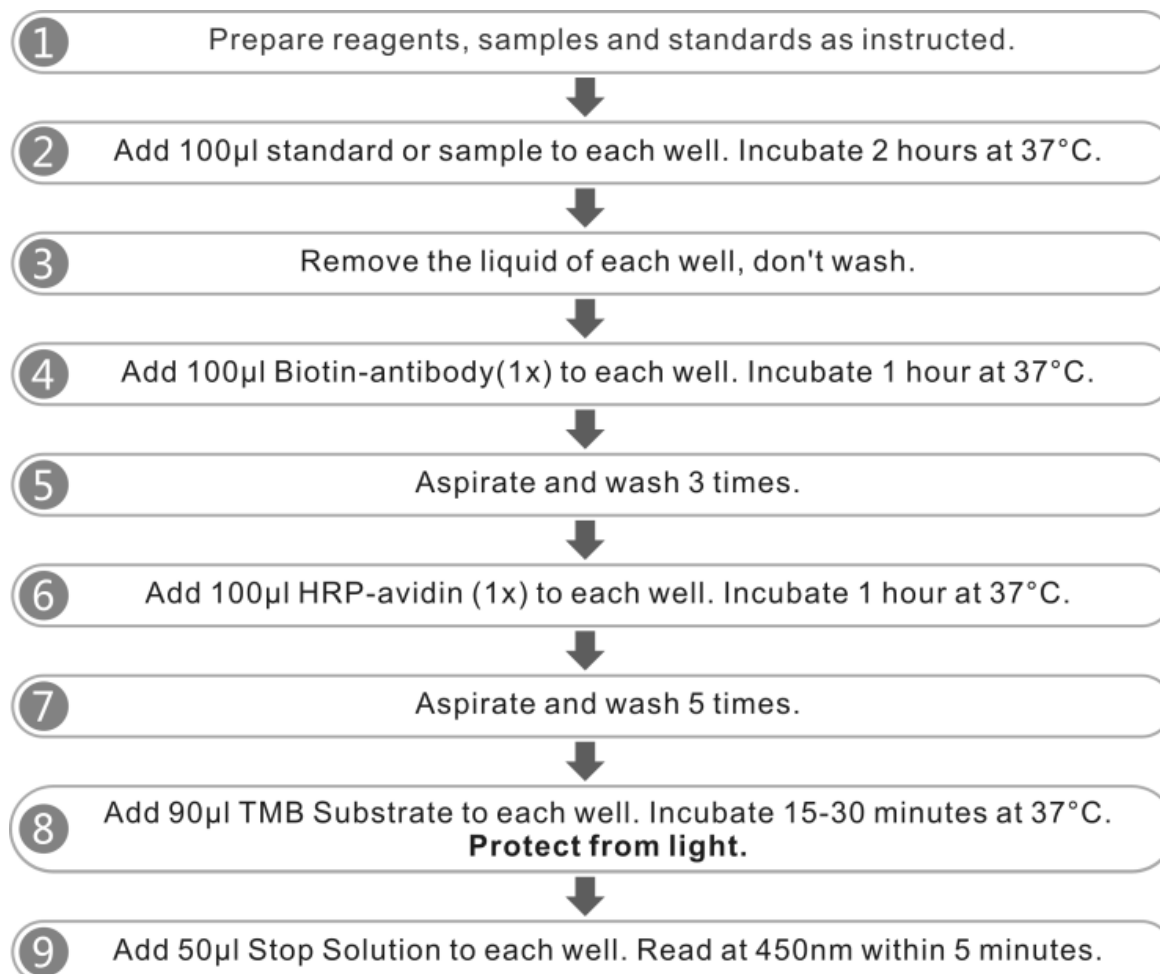 1 Prepare reagents, samples and standards as instructed.
2 Add 100µl standard or sample to each well. Incubate 2 hours at 37°C.
3 Remove the liquid of each well, don't wash.
4 Add 100µl Biotin-antibody(1x) to each well. Incubate 1 hour at 37°C.
5 Aspirate and wash 3 times.
6 Add 100µl HRP-avidin (1x) to each well. Incubate 1 hour at 37°C.
7 Aspirate and wash 5 times.
8 Add 90µl TMB Substrate to each well. Incubate 15-30 minutes at 37°C.
Protect from light.
9 Add 50µl Stop Solution to each well. Read at 450nm within 5 minutes.